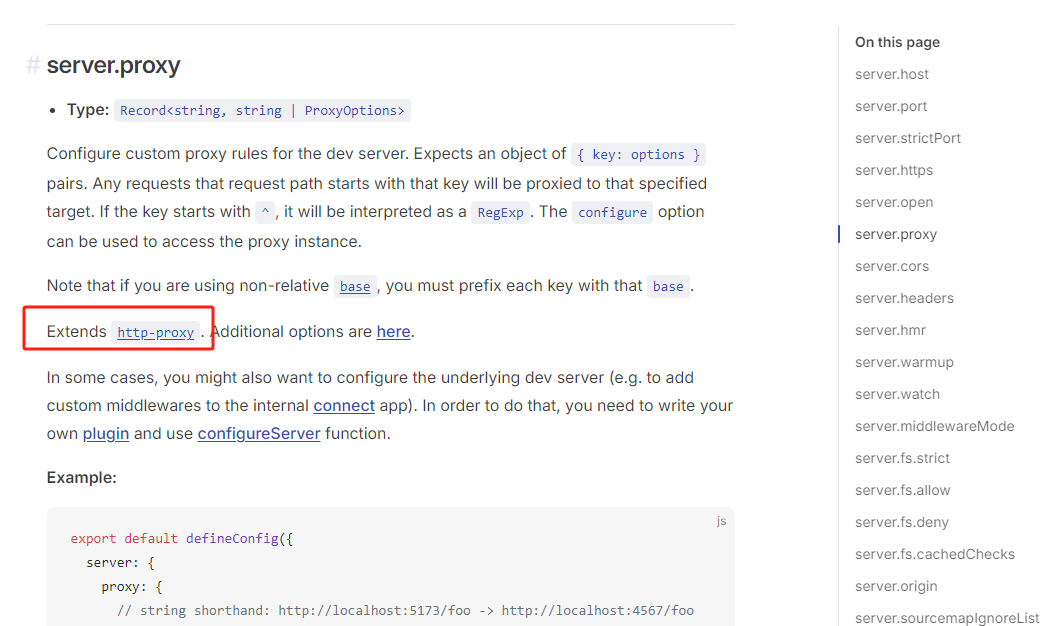 # server.proxy
• Type: Record<string, string | ProxyOptions>
Configure custom proxy rules for the dev server. Expects an object of { key: options }
pairs. Any requests that request path starts with that key will be proxied to that specified
target. If the key starts with ^, it will be interpreted as a RegExp. The configure option
can be used to access the proxy instance.
Note that if you are using non-relative base, you must prefix each key with that base.
Extends http-proxy. Additional options are here.
In some cases, you might also want to configure the underlying dev server (e.g. to add
custom middlewares to the internal connect app). In order to do that, you need to write your
own plugin and use configureServer function.
Example:
js
export default defineConfig({
  server: {
    proxy: {
      // string shorthand: http://localhost:5173/foo -> http://localhost:4567/foo
On this page
server.host
server.port
server.strictPort
server.https
server.open
server.proxy
server.cors
server.headers
server.hmr
server.warmup
server.watch
server.middlewareMode
server.fs.strict
server.fs.allow
server.fs.deny
server.fs.cachedChecks
server.origin
server.sourcemapIgnoreList